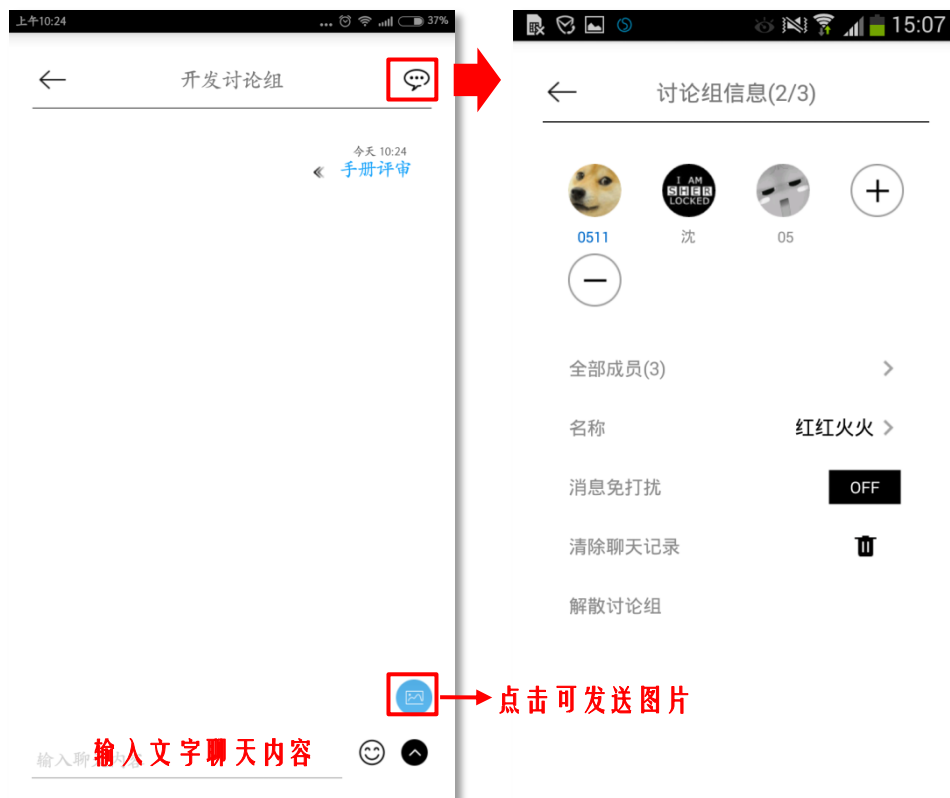 上午10:24
... 37%
开发讨论组
今天 10:24
手册评审
点击可发送图片
输入文字聊天内容
15:07
讨论组信息(2/3)
I AM
SHER
LOCKED
0511
沈
05
全部成员(3)
名称
红红火火
消息免打扰
OFF
清除聊天记录
解散讨论组